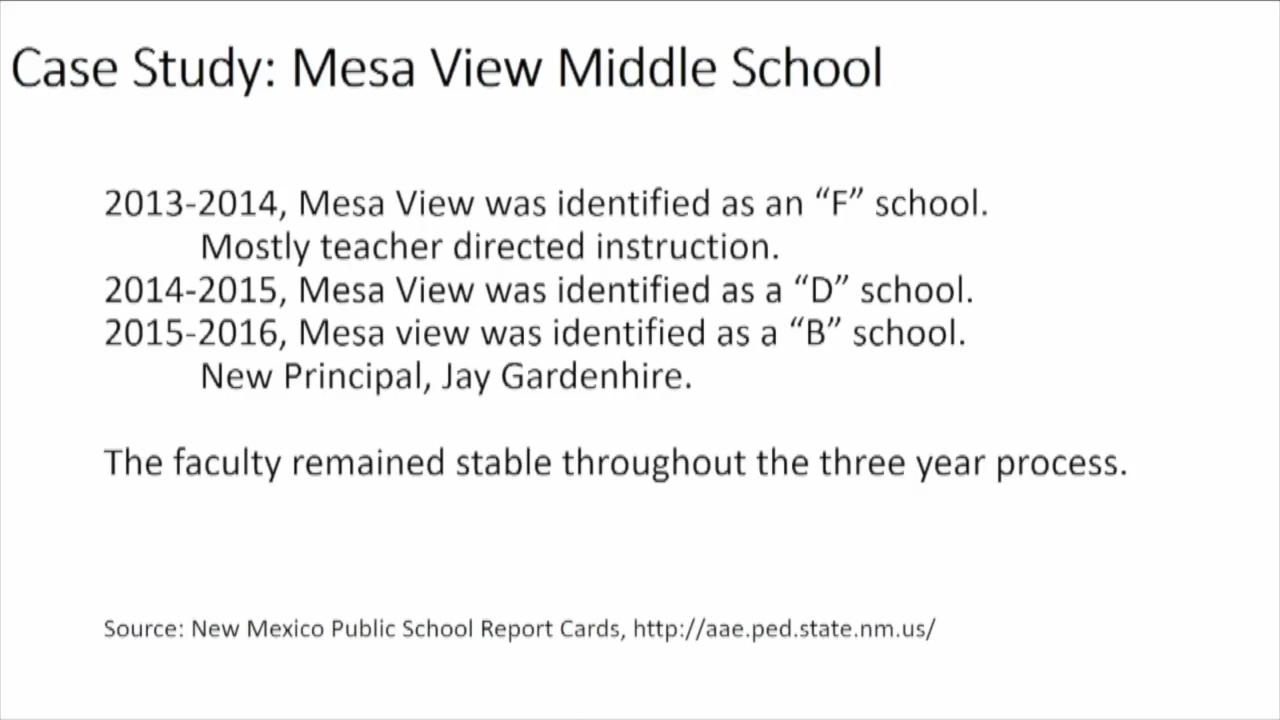 Case Study: Mesa View Middle School
2013-2014, Mesa View was identified as an “F” school.
Mostly teacher directed instruction.
2014-2015, Mesa View was identified as a “D” school.
2015-2016, Mesa view was identified as a “B” school.
New Principal, Jay Gardenhire.
The faculty remained stable throughout the three year process.
Source: New Mexico Public School Report Cards, http://aae.ped.state.nm.us/